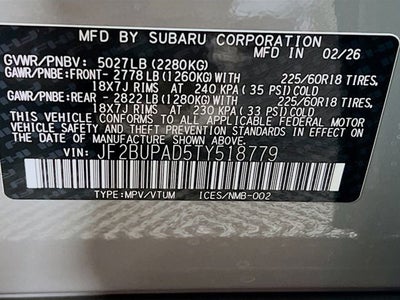 MFD BY SUBARU CORPORATION
MFD IN 02/26
GVWR/PNBV: 5027LB(2280KG)
GAWR/PNBE:FRONT- 2778LB(1260KG)WITH 225/60R18 TIRES,
18X7J RIMS AT 240 KPA(35 PSI)COLD
GAWR/PNBE:REAR - 2822LB(1280KG)WITH 225/60R18 TIRES,
18X7J RIMS AT 230 KPA(33 PSI)COLD
THIS VEHICLE CONFORMS TO ALL APPLICABLE FEDERAL MOTOR
VEHICLE SAFETY AND THEFT PREVENTION STANDARDS IN EFFECT ON
THE DATE OF MANUFACTURE SHOWN ABOVE.
VIN: JF2BUPAD5TY518779
TYPE:MPV/VTUM ICES/NMB-002